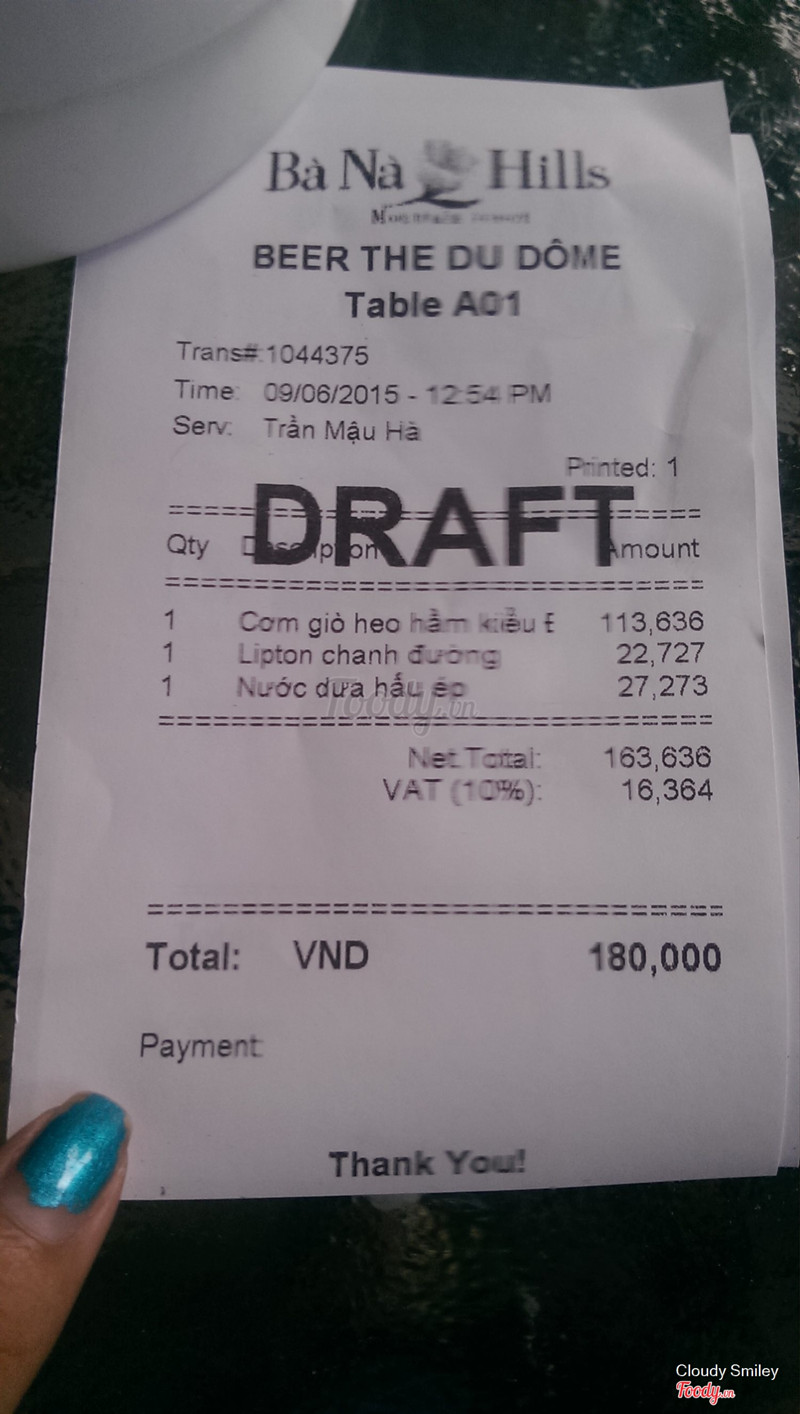 Bà Nà Hills
BEER THE DU DÔME
Table A01
Trans#:1044375
Time: 09/06/2015 - 12:54 PM
Serv: Trần Mậu Hà
Printed: 1
DRAFT
Qty Description Amount
1 Cơm giò heo hầm kiểu Đ 113,636
1 Lipton chanh đường 22,727
1 Nước dưa hấu ép 27,273
Foody.vn
Net Total: 163,636
VAT (10%): 16,364
Total: VND 180,000
Payment:
Thank You!
Cloudy Smiley
Foody.vn